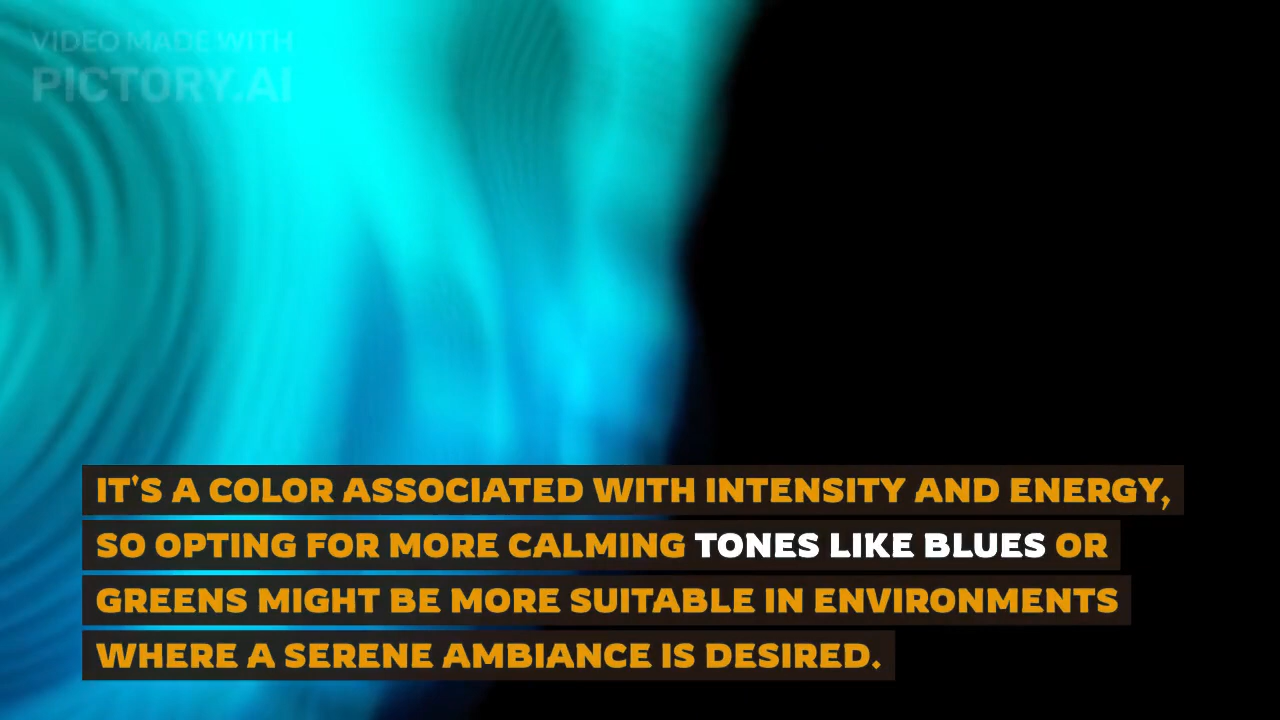 VIDEO MADE WITH
PICTORY.AI
IT'S A COLOR ASSOCIATED WITH INTENSITY AND ENERGY,
SO OPTING FOR MORE CALMING TONES LIKE BLUES OR
GREENS MIGHT BE MORE SUITABLE IN ENVIRONMENTS
WHERE A SERENE AMBIANCE IS DESIRED.